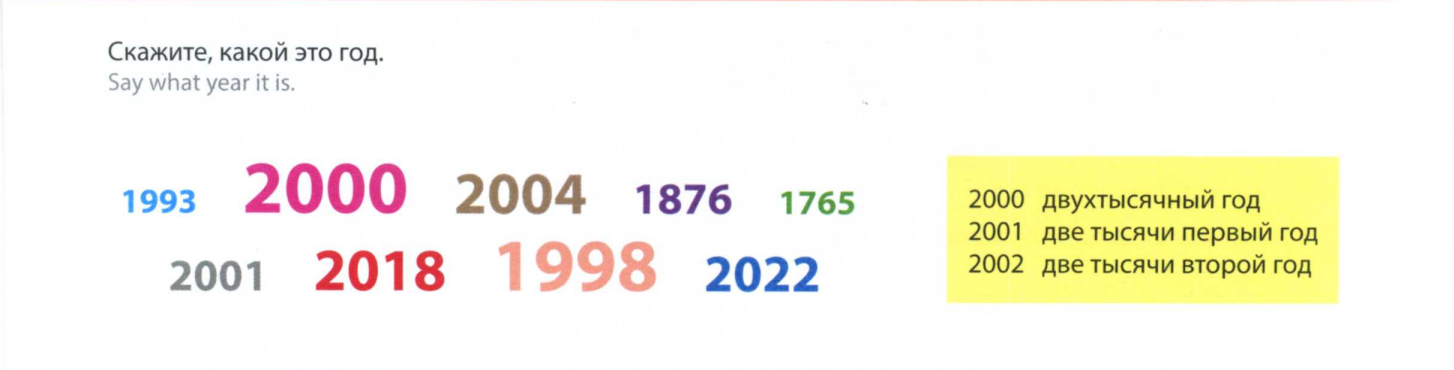 Скажите, какой это год.
Say what year it is.
1993 2000 2004 1876 1765
2001 2018 1998 2022
2000 двухтысячный год
2001 две тысячи первый год
2002 две тысячи второй год